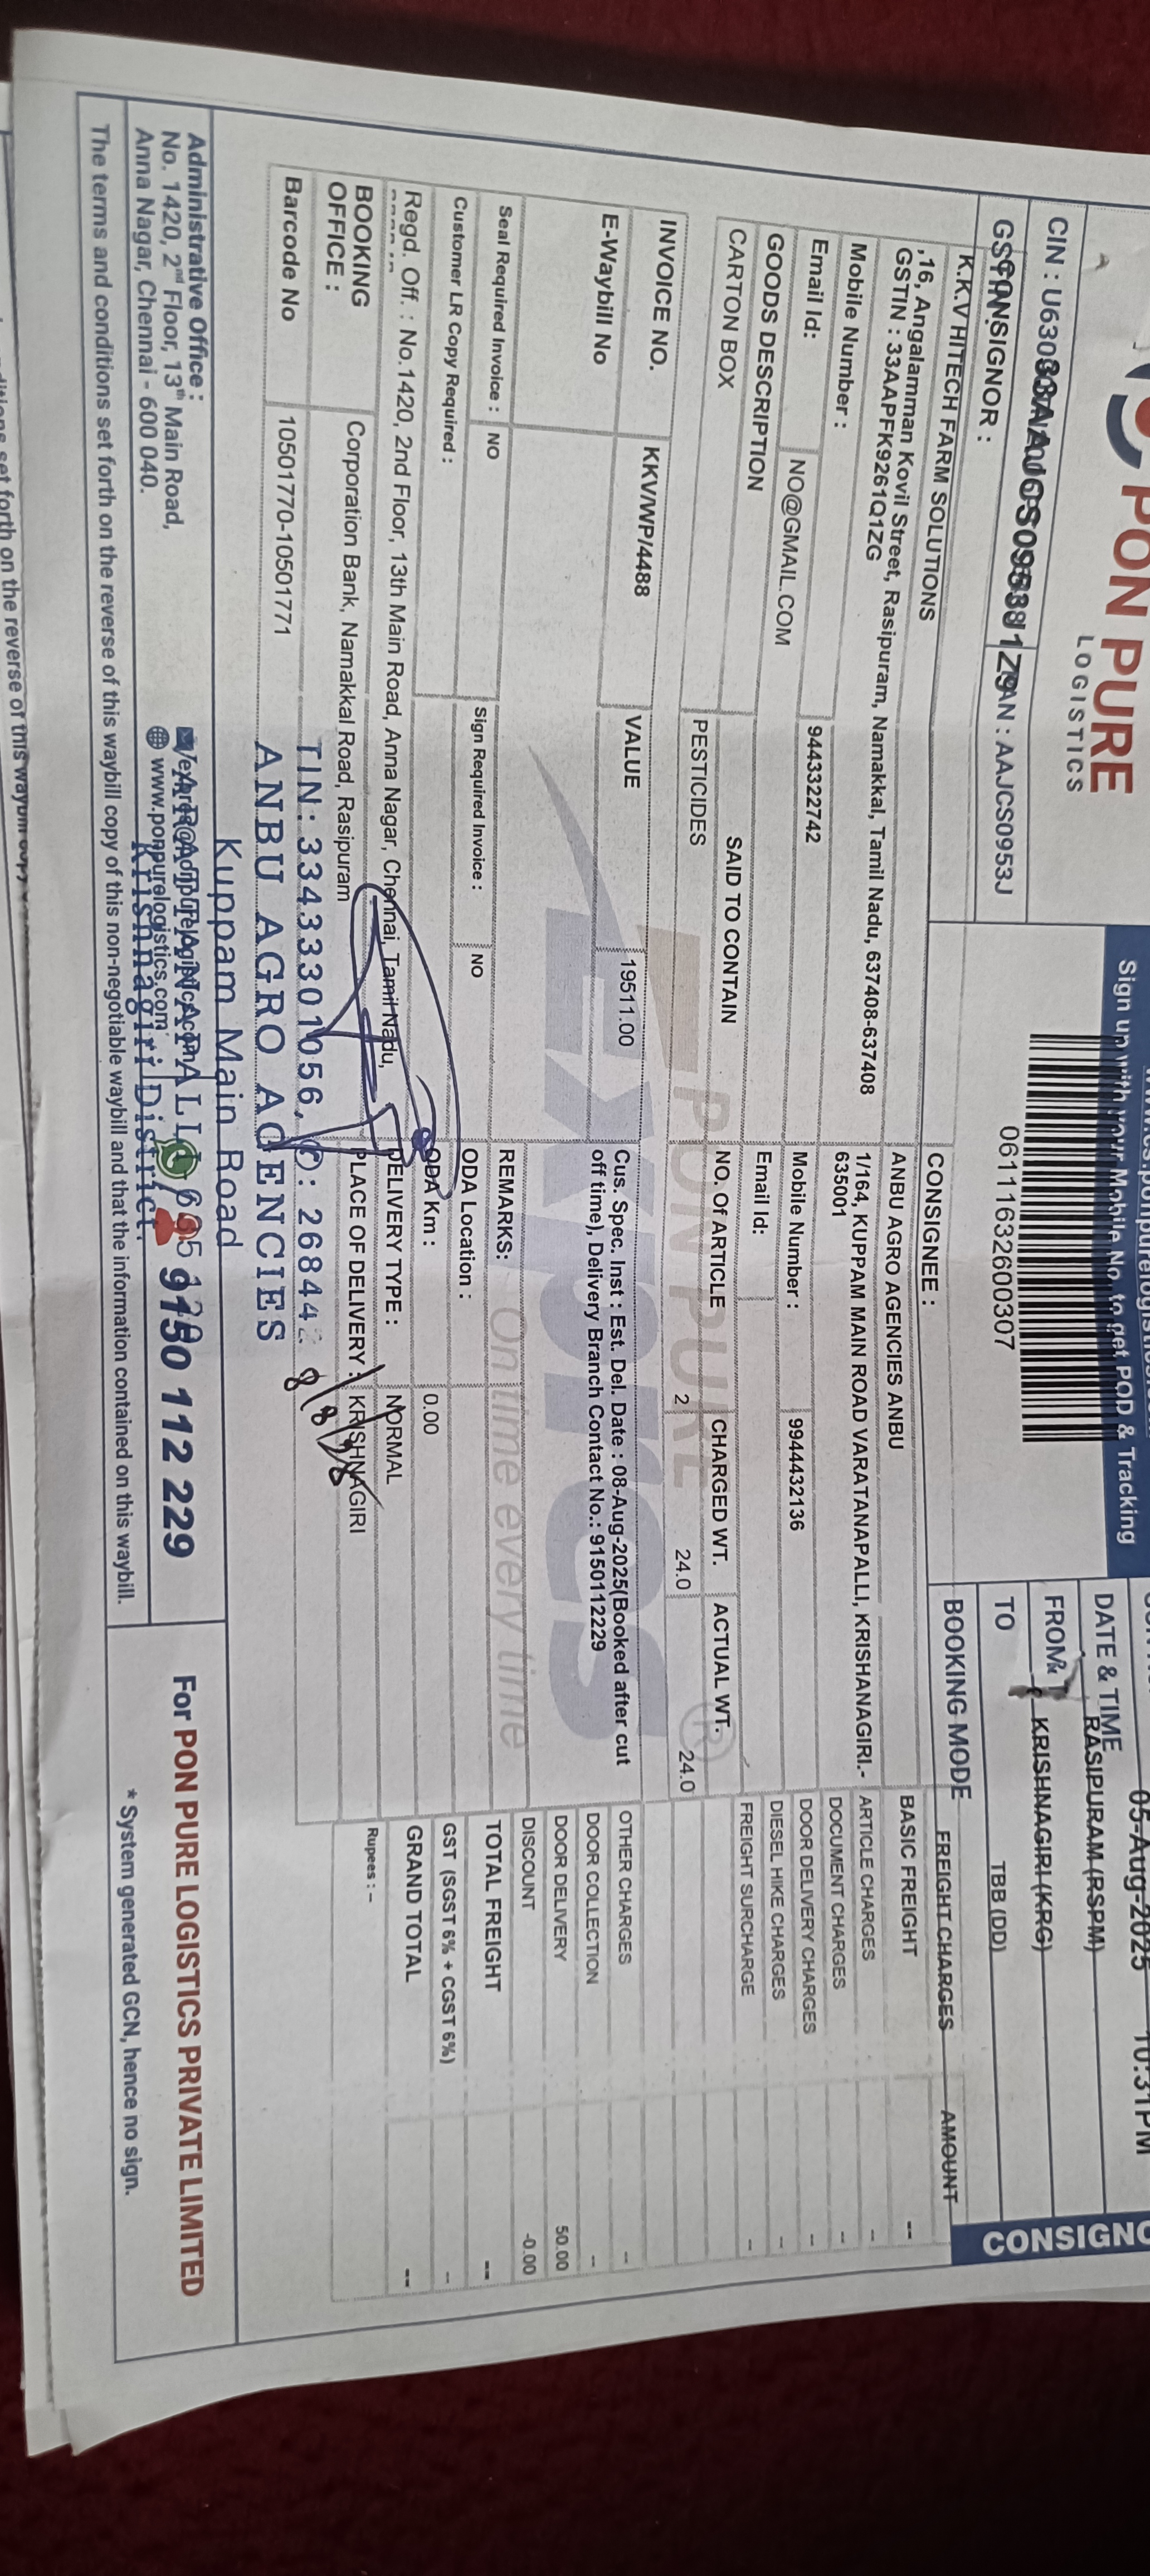 PON PURE
LOGISTICS
Sign up with your Mobile No. to get POD & Tracking
05-Aug-2025 10:31PM
DATE & TIME
RASIPURAM (RSPM)
FROM
KRISHNAGIRI (KRG)
TO
TBB (DD)
BOOKING MODE
FREIGHT CHARGES AMOUNT
CONSIGNO
PAN : AAJCS0953J
06111632600307
CONSIGNOR :
K.K.V HITECH FARM SOLUTIONS
,16, Angalamman Kovil Street, Rasipuram, Namakkal, Tamil Nadu, 637408-637408
GSTIN : 33AAPFK9261Q1ZG
Mobile Number : 9443322742
Email Id: NO@GMAIL.COM
CONSIGNEE :
ANBU AGRO AGENCIES ANBU
1/164, KUPPAM MAIN ROAD VARATANAPALLI, KRISHANAGIRI.-
635001
Mobile Number : 9944432136
Email Id:
GOODS DESCRIPTION SAID TO CONTAIN NO. Of ARTICLE CHARGED WT. ACTUAL WT.
CARTON BOX PESTICIDES 2 24.0 24.0
INVOICE NO. KKV/WP/4488 VALUE 19511.00
E-Waybill No
Cus. Spec. Inst : Est. Del. Date : 08-Aug-2025(Booked after cut
off time), Delivery Branch Contact No.: 9150112229
PON PURE
Express
On time every time
Seal Required Invoice : NO Sign Required Invoice : NO
Customer LR Copy Required :
REMARKS:
ODA Location :
ODA Km : 0.00
DELIVERY TYPE : NORMAL
PLACE OF DELIVERY : KRISHNAGIRI
Regd. Off. : No.1420, 2nd Floor, 13th Main Road, Anna Nagar, Chennai, Tamil Nadu,
BOOKING OFFICE : Corporation Bank, Namakkal Road, Rasipuram
Barcode No 10501770-10501771
BASIC FREIGHT --
ARTICLE CHARGES --
DOCUMENT CHARGES --
DOOR DELIVERY CHARGES --
DIESEL HIKE CHARGES --
FREIGHT SURCHARGE --
OTHER CHARGES --
DOOR COLLECTION --
DOOR DELIVERY 50.00
DISCOUNT -0.00
TOTAL FREIGHT --
GST (SGST 6% + CGST 6%) --
GRAND TOTAL --
Rupees : --
TIN: 33433301056,
ANBU AGRO AGENCIES
Kuppam Main Road
Krishnagiri District.
Administrative Office :
No. 1420, 2nd Floor, 13th Main Road,
Anna Nagar, Chennai - 600 040.
www.ponpurelogistics.com
9150 112 229
For PON PURE LOGISTICS PRIVATE LIMITED
* System generated GCN, hence no sign.
The terms and conditions set forth on the reverse of this waybill copy of this non-negotiable waybill and that the information contained on this waybill.